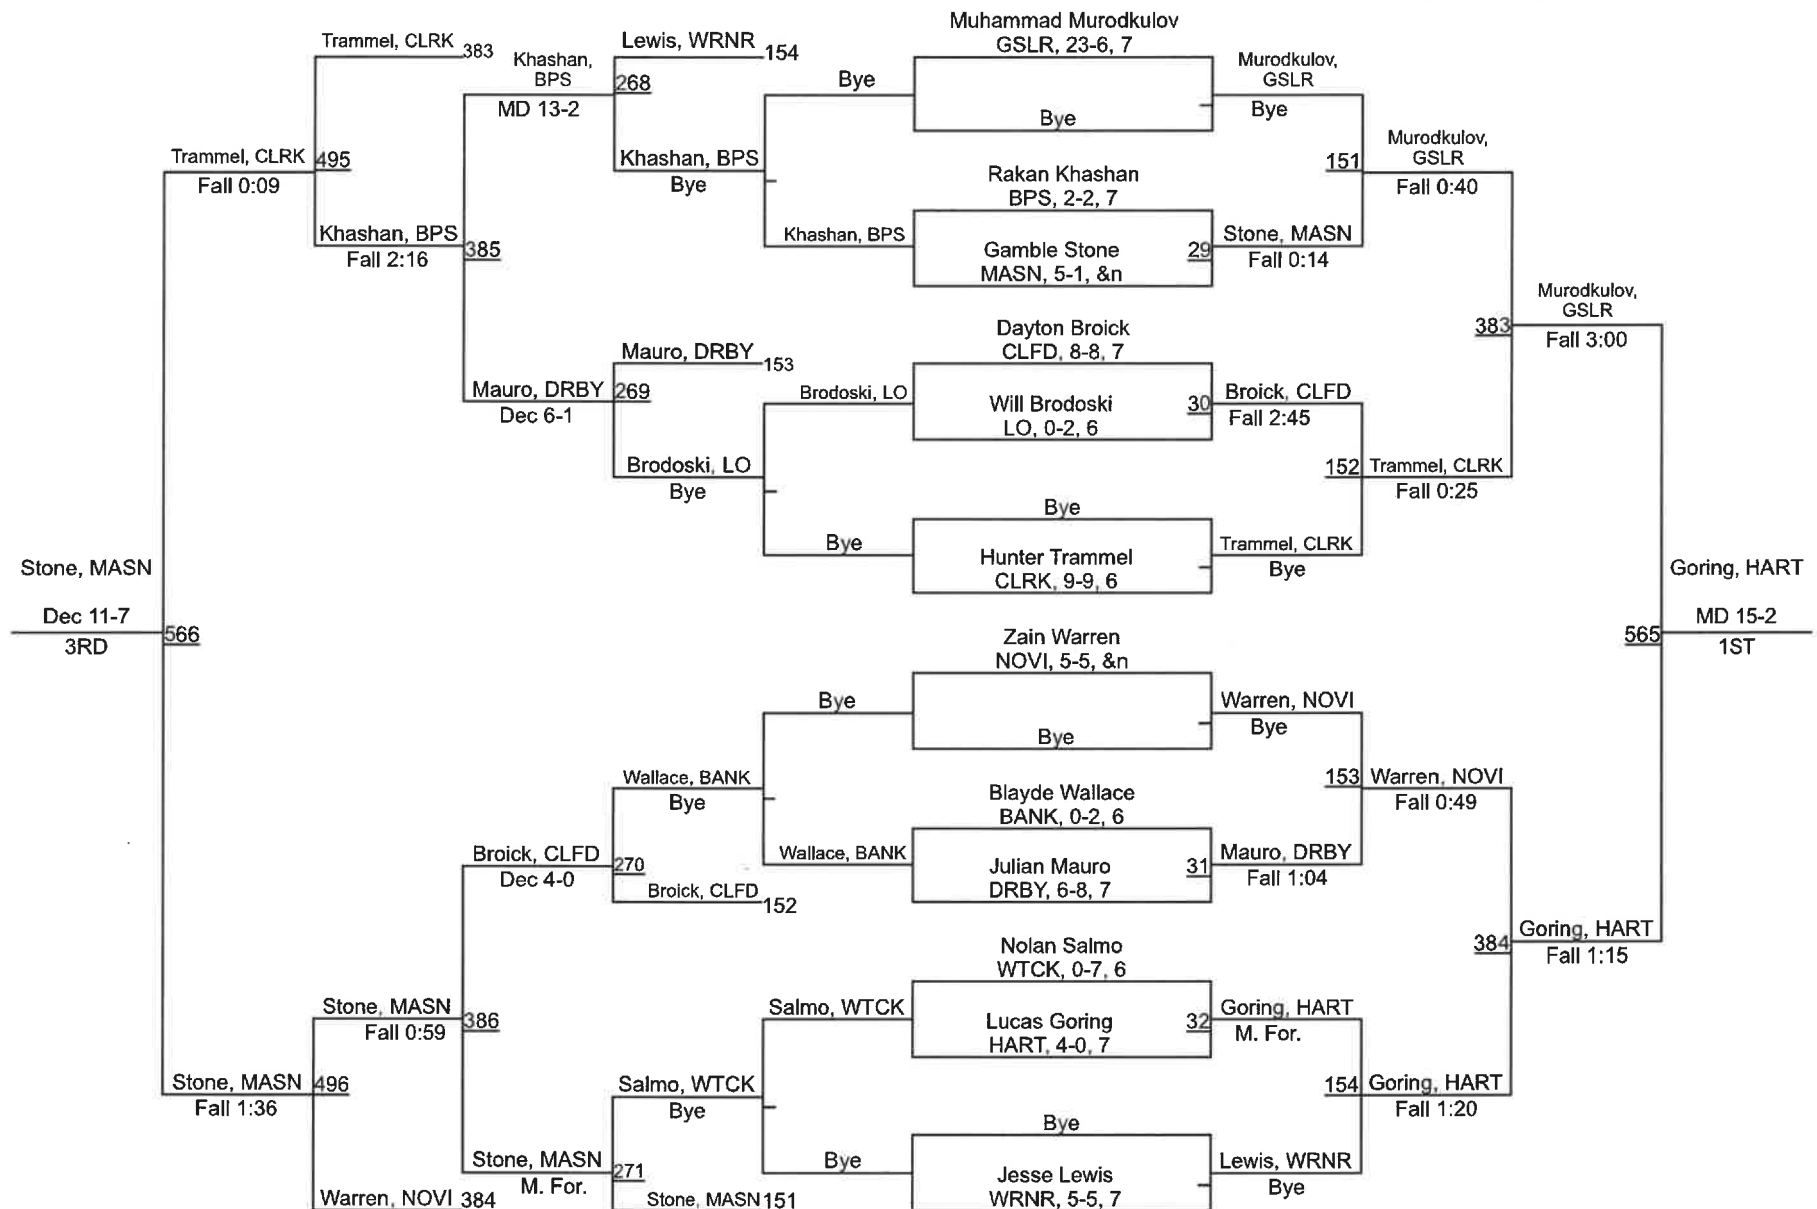 Muhammad Murodkulov
GSLR, 23-6, 7
Bye
Rakan Khashan
BPS, 2-2, 7
Gamble Stone
MASN, 5-1, &n
29
Dayton Broick
CLFD, 8-8, 7
Will Brodoski
LO, 0-2, 6
30
Bye
Hunter Trammel
CLRK, 9-9, 6
Zain Warren
NOVI, 5-5, &n
Bye
Blayde Wallace
BANK, 0-2, 6
Julian Mauro
DRBY, 6-8, 7
31
Nolan Salmo
WTCK, 0-7, 6
Lucas Goring
HART, 4-0, 7
32
Bye
Jesse Lewis
WRNR, 5-5, 7
Murodkulov,
GSLR
Bye
151
Stone, MASN
Fall 0:14
Broick, CLFD
Fall 2:45
152
Trammel, CLRK
Bye
Warren, NOVI
Bye
153
Mauro, DRBY
Fall 1:04
Goring, HART
M. For.
154
Lewis, WRNR
Bye
Murodkulov,
GSLR
Fall 0:40
383
Trammel, CLRK
Fall 0:25
Warren, NOVI
Fall 0:49
384
Goring, HART
Fall 1:20
Murodkulov,
GSLR
Fall 3:00
565
Goring, HART
Fall 1:15
Goring, HART
MD 15-2
1ST
Bye
Khashan, BPS
Brodoski, LO
Bye
Bye
Wallace, BANK
Salmo, WTCK
Bye
Lewis, WRNR 154
268
Khashan, BPS
Bye
Mauro, DRBY 153
269
Brodoski, LO
Bye
Wallace, BANK
Bye
270
Broick, CLFD 152
Salmo, WTCK
Bye
271
Stone, MASN 151
Khashan,
BPS
MD 13-2
385
Mauro, DRBY
Dec 6-1
Broick, CLFD
Dec 4-0
386
Stone, MASN
M. For.
Trammel, CLRK 383
495
Khashan, BPS
Fall 2:16
Stone, MASN
Fall 0:59
496
Warren, NOVI 384
Trammel, CLRK
Fall 0:09
566
Stone, MASN
Fall 1:36
Stone, MASN
Dec 11-7
3RD